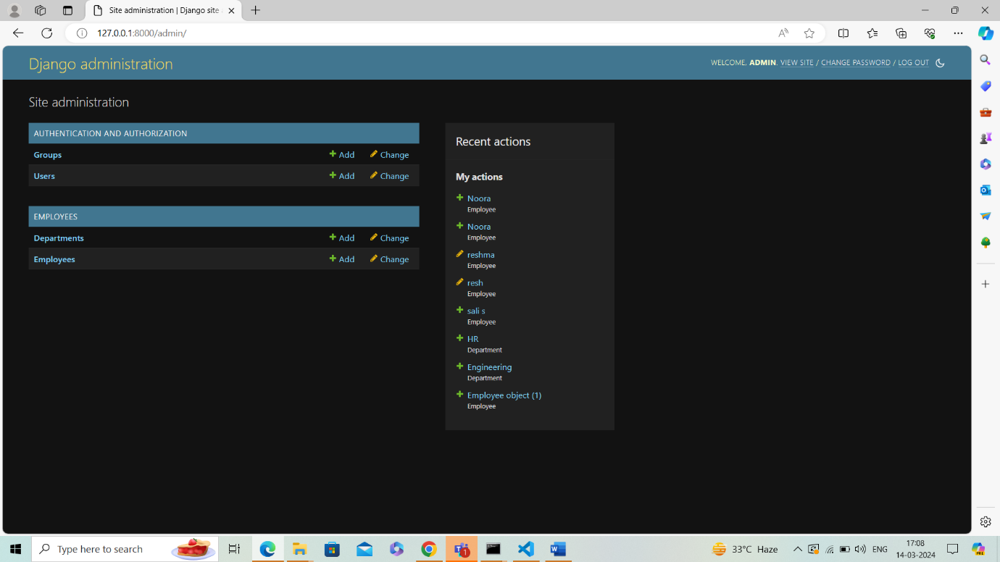 Site administration | Django site
127.0.0.1:8000/admin/
Django administration
WELCOME, ADMIN. VIEW SITE / CHANGE PASSWORD / LOG OUT
Site administration
AUTHENTICATION AND AUTHORIZATION
Groups Add Change
Users Add Change
EMPLOYEES
Departments Add Change
Employees Add Change
Recent actions
My actions
Noora
Employee
Noora
Employee
reshma
Employee
resh
Employee
sali s
Employee
HR
Department
Engineering
Department
Employee object (1)
Employee
Type here to search
1
33°C Haze
ENG
17:08
14-03-2024
PRE